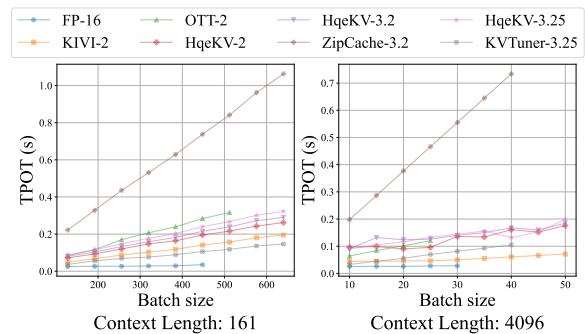 FP-16 OTT-2 HqeKV-3.2 HqeKV-3.25
KIVI-2 HqeKV-2 ZipCache-3.2 KVTuner-3.25
TPOT (s)
1.0
0.8
0.6
0.4
0.2
0.0
200 300 400 500 600
Batch size
Context Length: 161
TPOT (s)
0.7
0.6
0.5
0.4
0.3
0.2
0.1
0.0
10 20 30 40 50
Batch size
Context Length: 4096